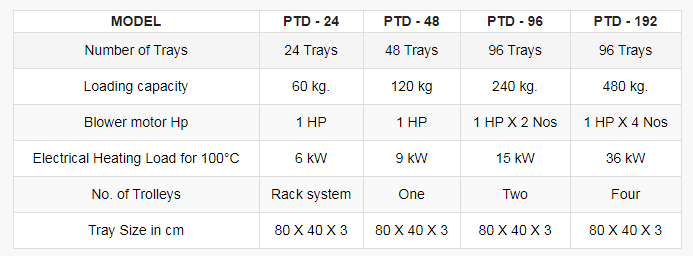 MODEL PTD - 24 PTD - 48 PTD - 96 PTD - 192
Number of Trays 24 Trays 48 Trays 96 Trays 96 Trays
Loading capacity 60 kg. 120 kg 240 kg. 480 kg.
Blower motor Hp 1 HP 1 HP 1 HP X 2 Nos 1 HP X 4 Nos
Electrical Heating Load for 100°C 6 kW 9 kW 15 kW 36 kW
No. of Trolleys Rack system One Two Four
Tray Size in cm 80 X 40 X 3 80 X 40 X 3 80 X 40 X 3 80 X 40 X 3